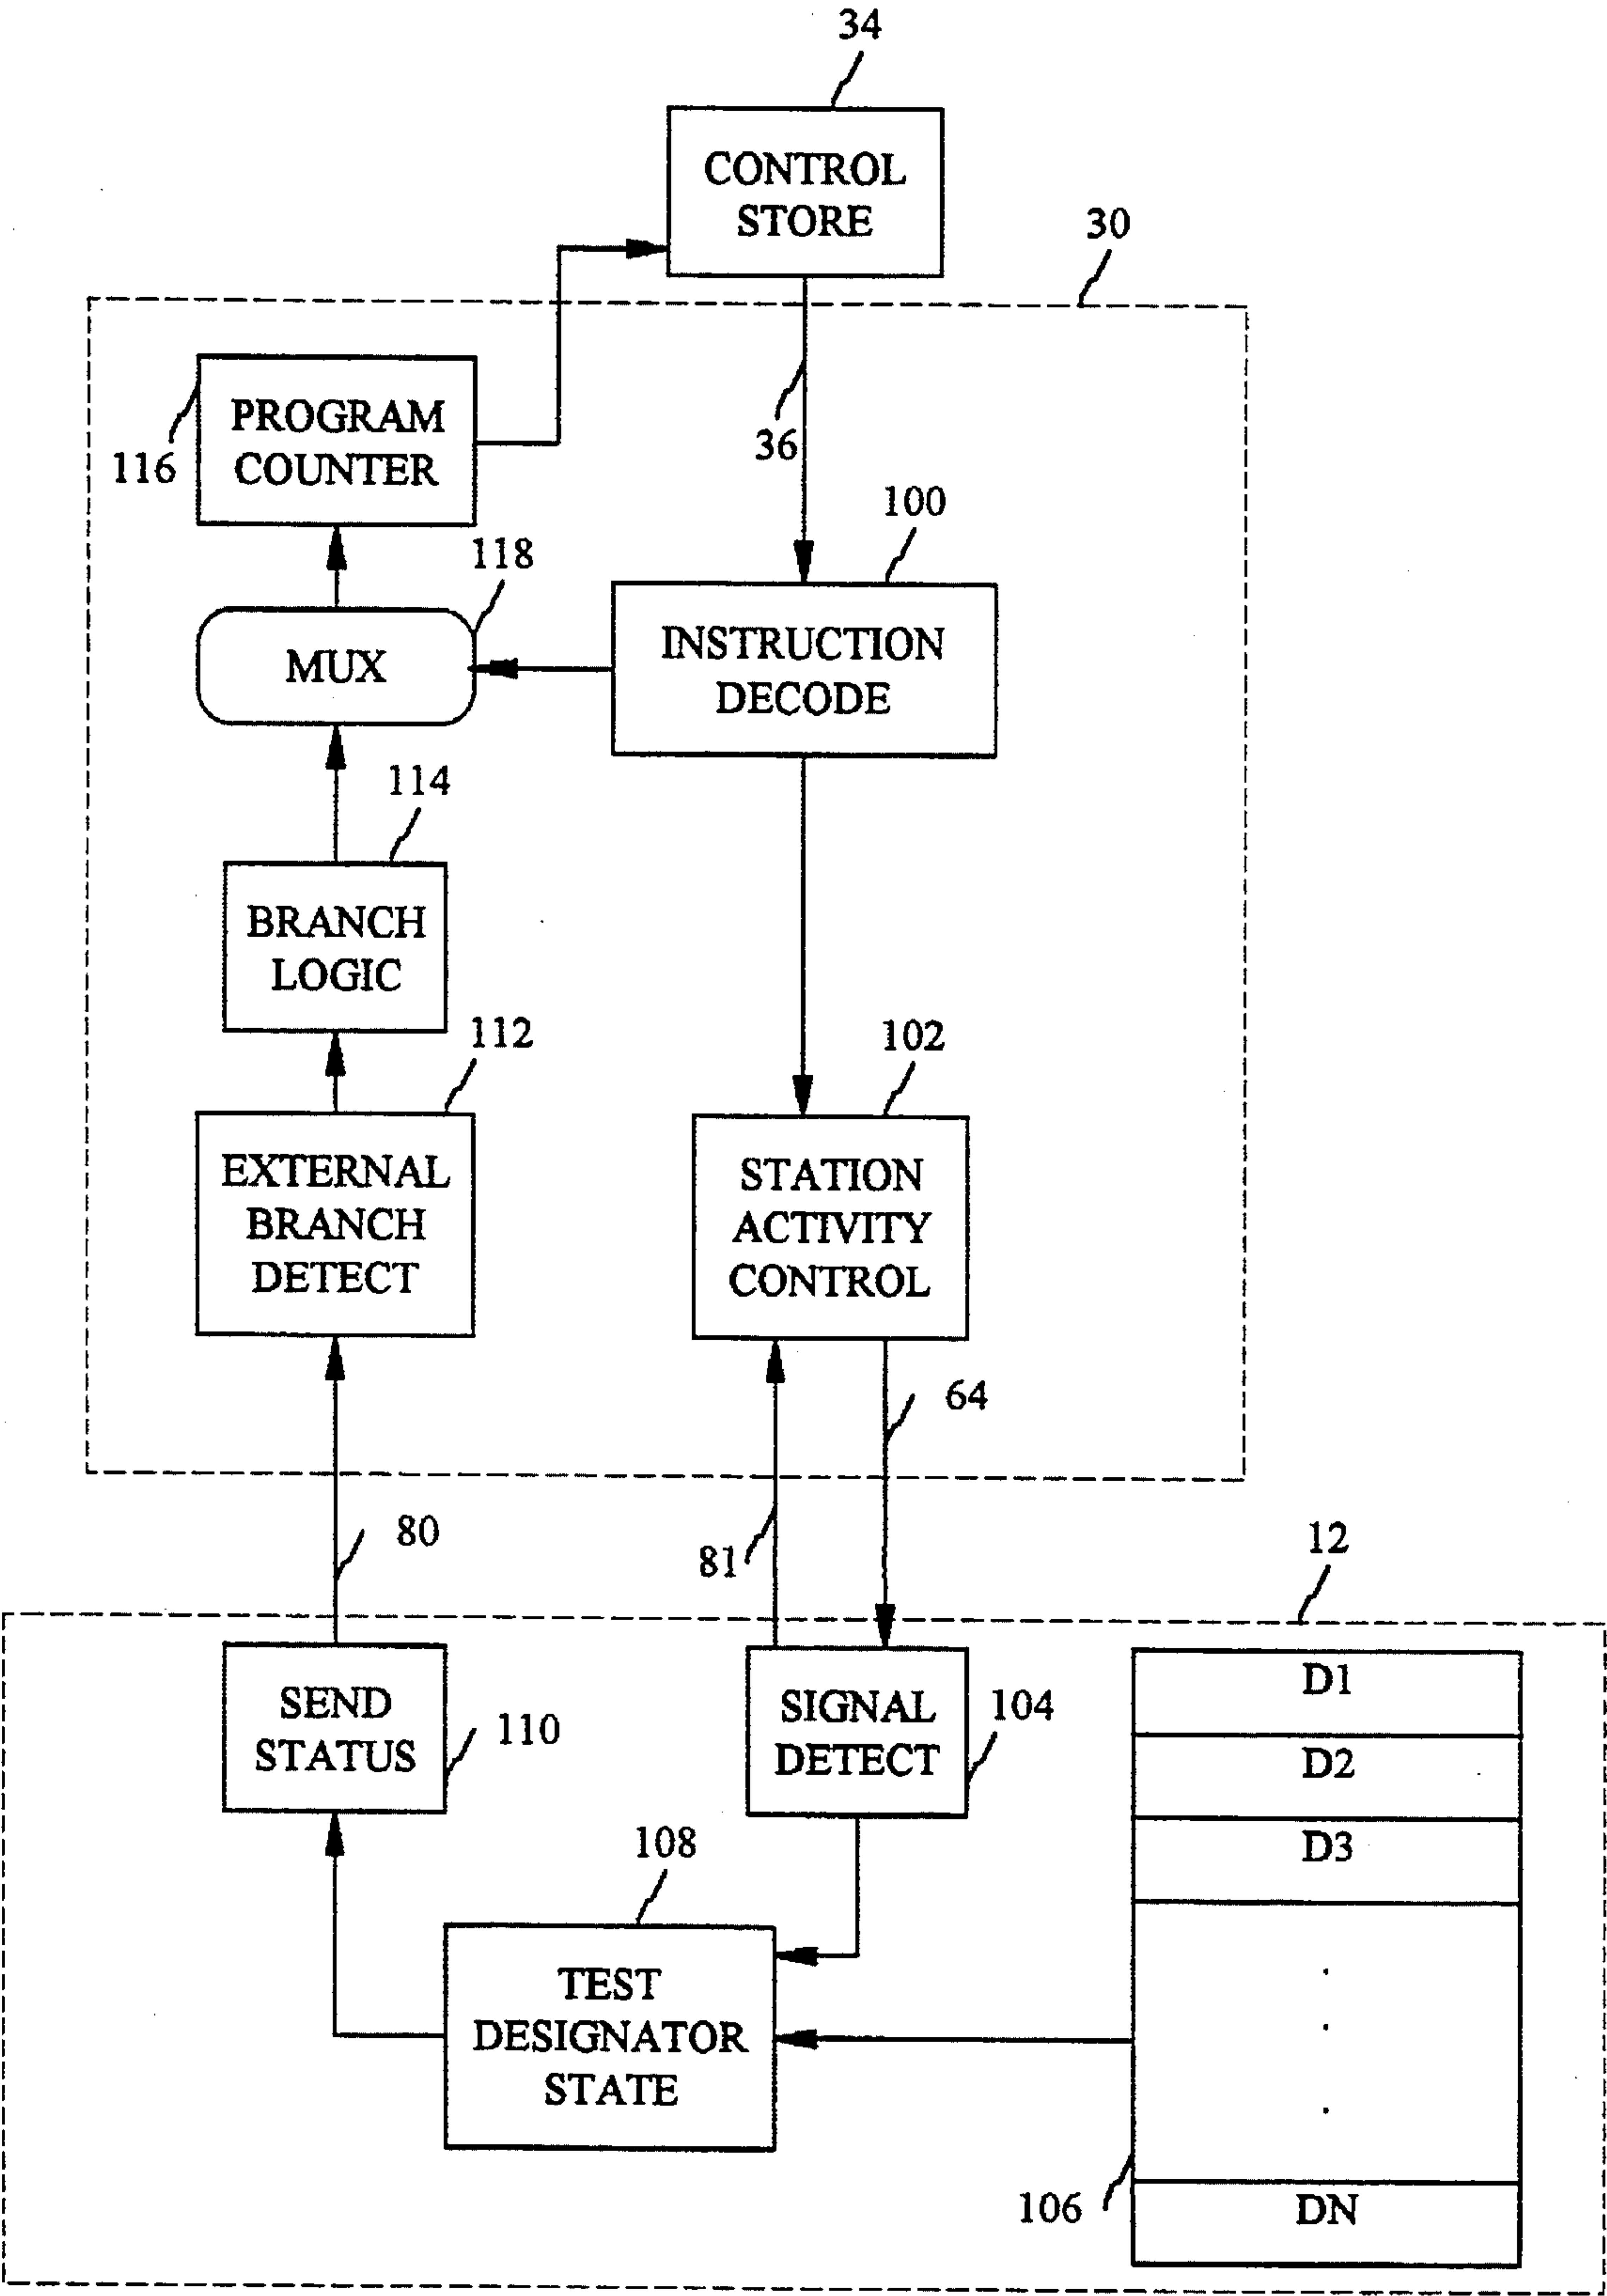 34
CONTROL
STORE
30
PROGRAM
COUNTER
116
36
100
118
MUX
INSTRUCTION
DECODE
114
BRANCH
LOGIC
112
102
EXTERNAL
BRANCH
DETECT
STATION
ACTIVITY
CONTROL
64
80
81
12
SEND
STATUS
110
SIGNAL
DETECT
104
D1
D2
D3
.
.
.
DN
108
TEST
DESIGNATOR
STATE
106